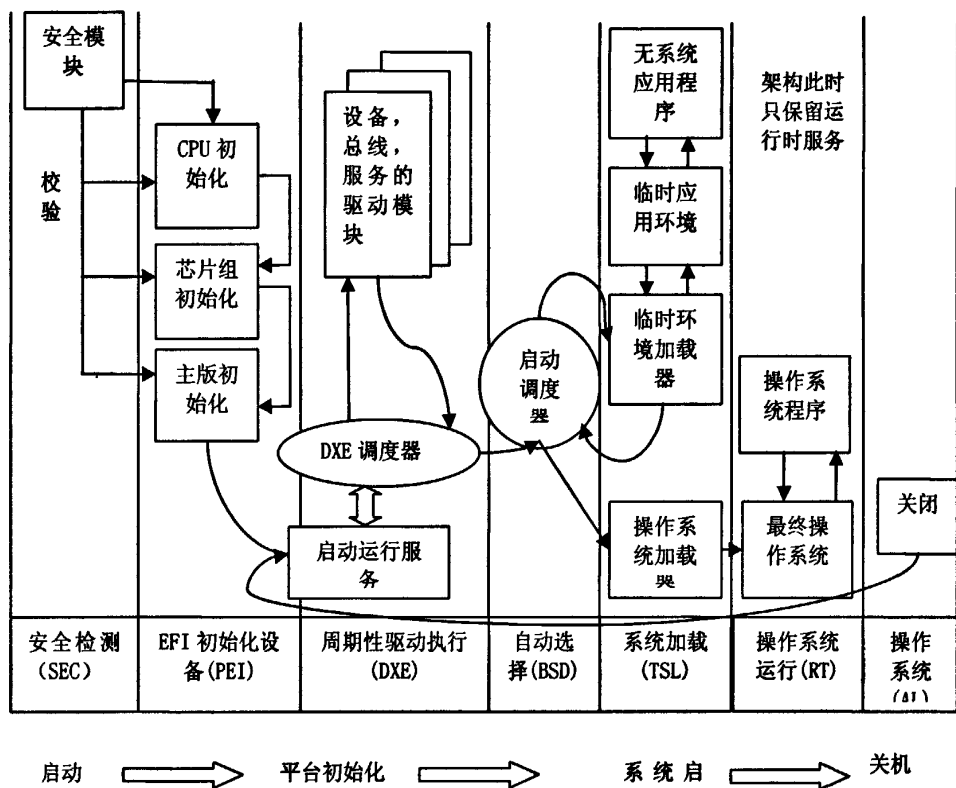 安全模
块
校
验
CPU 初
始化
芯片组
初始化
主版初
始化
设备，
总线，
服务的
驱动模
块
DXE 调度器
启动运行服
务
启动
调度
器
无系统
应用程
序
临时应
用环境
临时环
境加载
器
操作系
统加载
器
架构此时
只保留运
行时服务
操作系
统程序
最终操
作系统
关闭
安全检测
(SEC)
EFI 初始化设
备(PEI)
周期性驱动执行
(DXE)
自动选
择(BSD)
系统加载
(TSL)
操作系统
运行(RT)
操作
系统
启动
平台初始化
系统启
关机